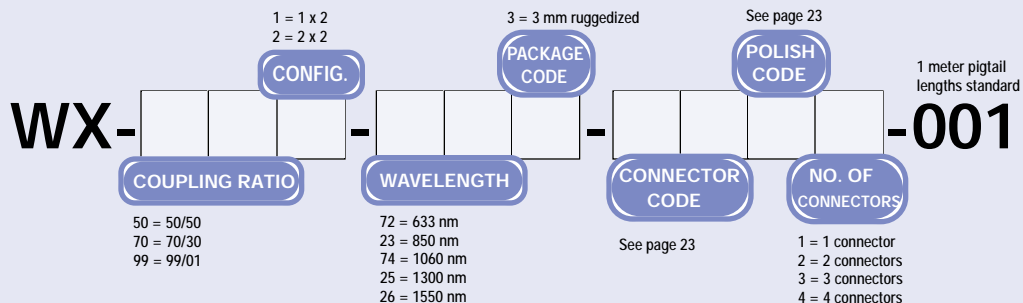 1 = 1 x 2
2 = 2 x 2
CONFIG.
3 = 3 mm ruggedized
PACKAGE
CODE
See page 23
POLISH
CODE
1 meter pigtail
lengths standard
WX- - - -001
COUPLING RATIO
50 = 50/50
70 = 70/30
99 = 99/01
WAVELENGTH
72 = 633 nm
23 = 850 nm
74 = 1060 nm
25 = 1300 nm
26 = 1550 nm
CONNECTOR
CODE
See page 23
NO. OF
CONNECTORS
1 = 1 connector
2 = 2 connectors
3 = 3 connectors
4 = 4 connectors